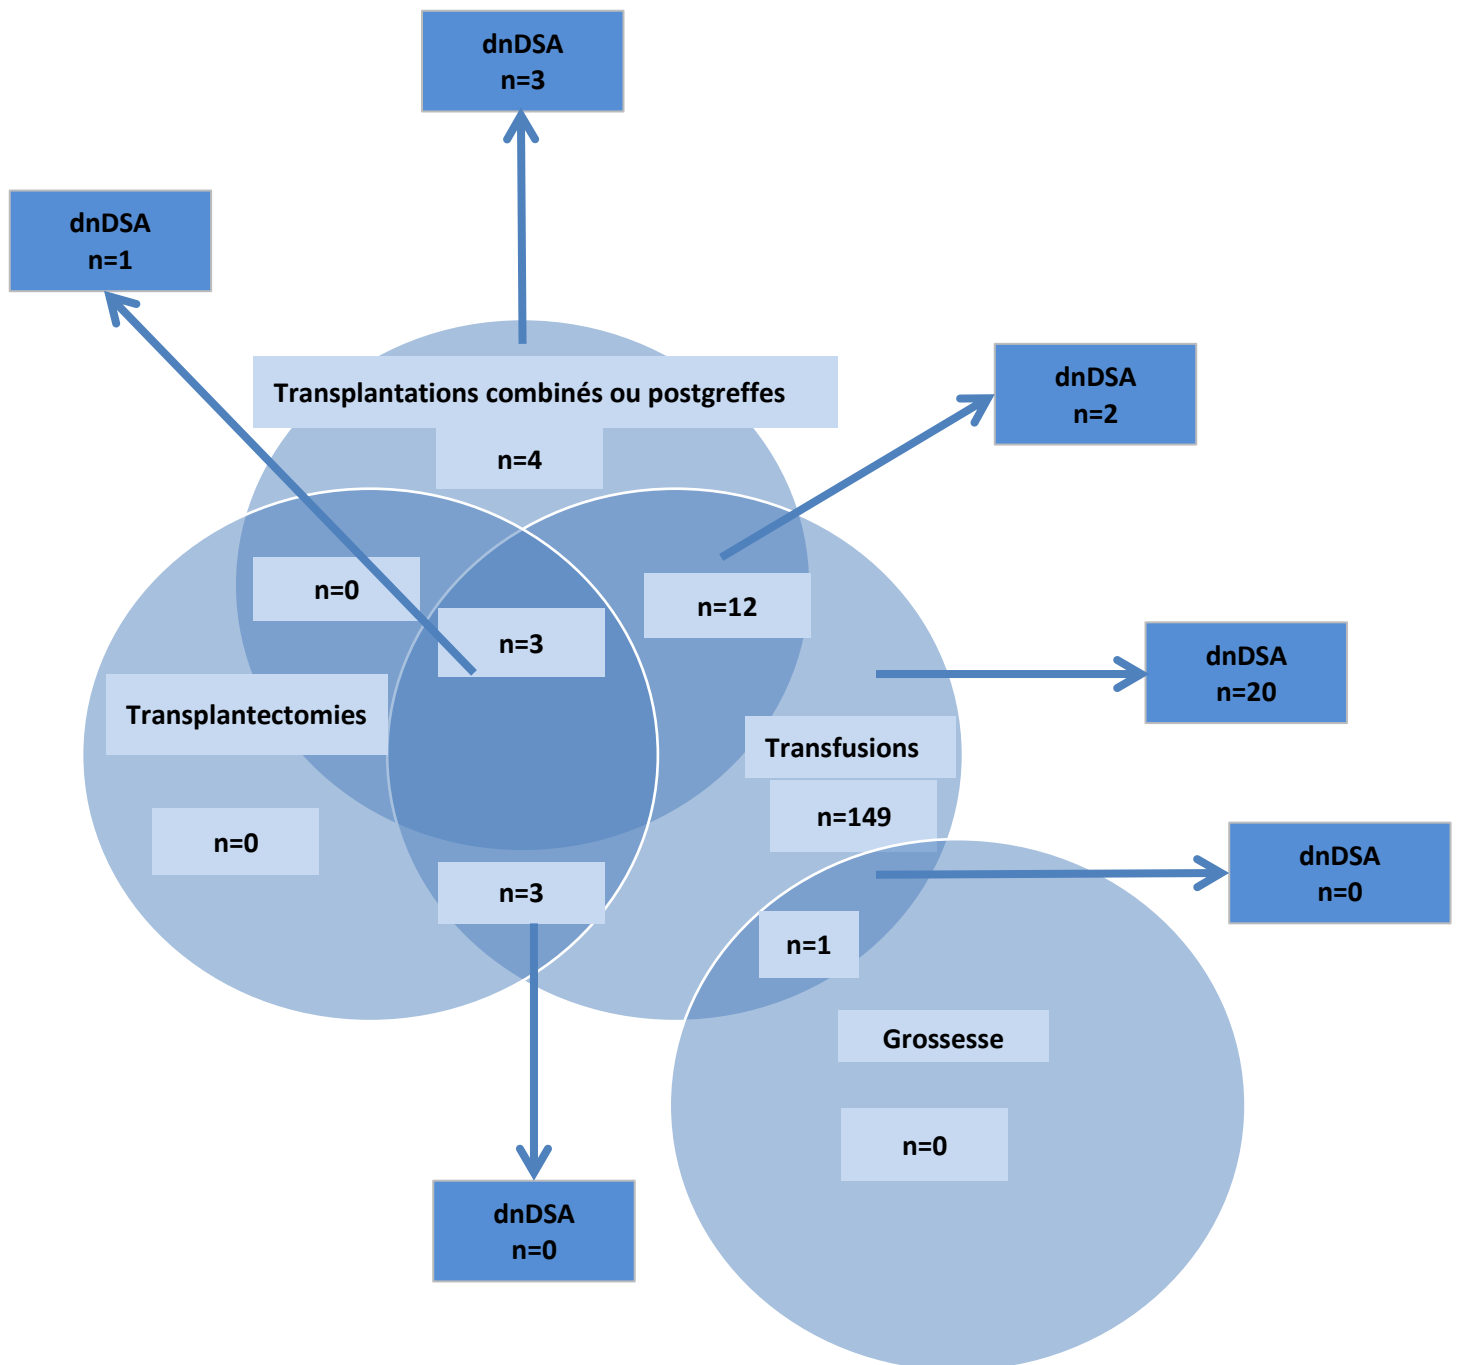 dnDSA
n=3
dnDSA
n=1
Transplantations combinés ou postgreffes
n=4
dnDSA
n=2
n=0
n=12
n=3
dnDSA
n=20
Transplantectomies
Transfusions
n=149
n=0
dnDSA
n=0
n=3
n=1
Grossesse
n=0
dnDSA
n=0